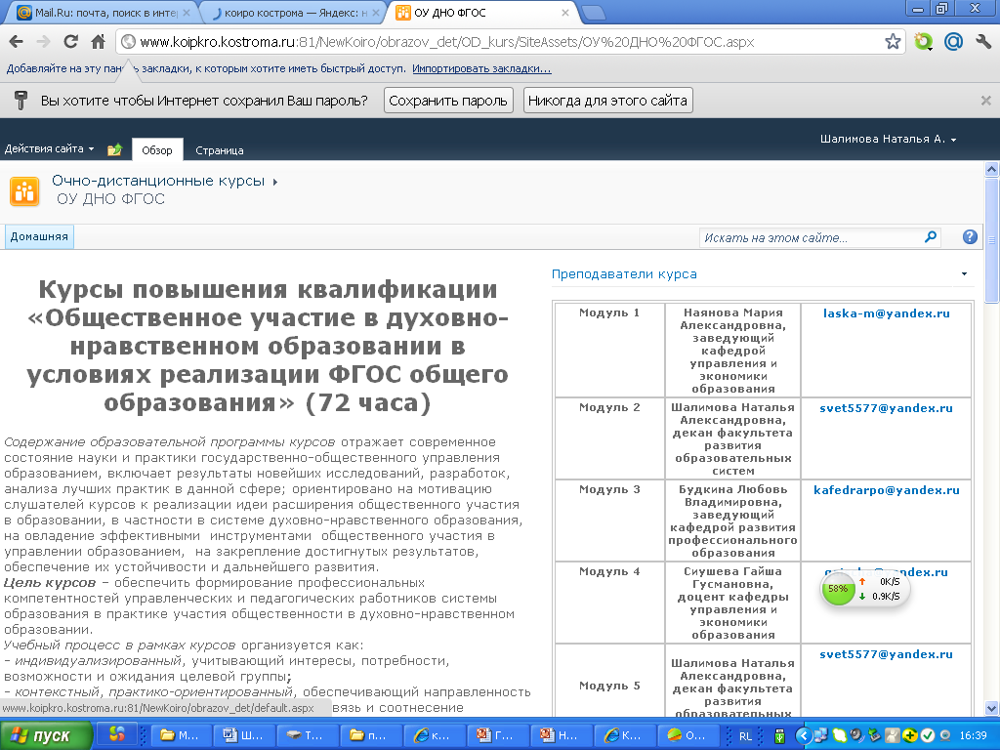 Mail.Ru: почта, поиск в инте
коиро кострома — Яндекс: н
ОУ ДНО ФГОС
www.koipkro.kostroma.ru:81/NewKoiro/obrazov_det/OD_kurs/SiteAssets/ОУ%20ДНО%20ФГОС.aspx
Добавляйте на эту пан ь закладки, к которым хотите иметь быстрый доступ. Импортировать закладки...
Вы хотите чтобы Интернет сохранил Ваш пароль? Сохранить пароль Никогда для этого сайта
Шалимова Наталья А.
Действия сайта Обзор Страница
Очно-дистанционные курсы
ОУ ДНО ФГОС
Домашняя
Искать на этом сайте...
Курсы повышения квалификации
«Общественное участие в духовно-
нравственном образовании в
условиях реализации ФГОС общего
образования» (72 часа)
Содержание образовательной программы курсов отражает современное
состояние науки и практики государственно-общественного управления
образованием, включает результаты новейших исследований, разработок,
анализа лучших практик в данной сфере; ориентировано на мотивацию
слушателей курсов к реализации идеи расширения общественного участия
в образовании, в частности в системе духовно-нравственного образования,
на овладение эффективными инструментами общественного участия в
управлении образованием, на закрепление достигнутых результатов,
обеспечение их устойчивости и дальнейшего развития.
Цель курсов – обеспечить формирование профессиональных
компетентностей управленческих и педагогических работников системы
образования в практике участия общественности в духовно-нравственном
образовании.
Учебный процесс в рамках курсов организуется как:
- индивидуализированный, учитывающий интересы, потребности,
возможности и ожидания целевой группы;
- контекстный, практико-ориентированный, обеспечивающий направленность
связь и соотнесение
www.koipkro.kostroma.ru:81/NewKoiro/obrazov_det/default.aspx
Преподаватели курса
Модуль 1
Наянова Мария
Александровна,
заведующий
кафедрой
управления и
экономики
образования
laska-m@yandex.ru
Модуль 2
Шалимова Наталья
Александровна,
декан факультета
развития
образовательных
систем
svet5577@yandex.ru
Модуль 3
Будкина Любовь
Владимировна,
заведующий
кафедрой развития
профессионального
образования
kafedrarpo@yandex.ru
Модуль 4
Сиушева Гайша
Гусмановна,
доцент кафедры
управления и
экономики
образования
58% 0K/S
0.9K/S
Модуль 5
Шалимова Наталья
Александровна,
декан факультета
развития
образовательных
svet5577@yandex.ru
пуск М... Ш... Т... п... к... Г... Н... К... О... RL 16:39